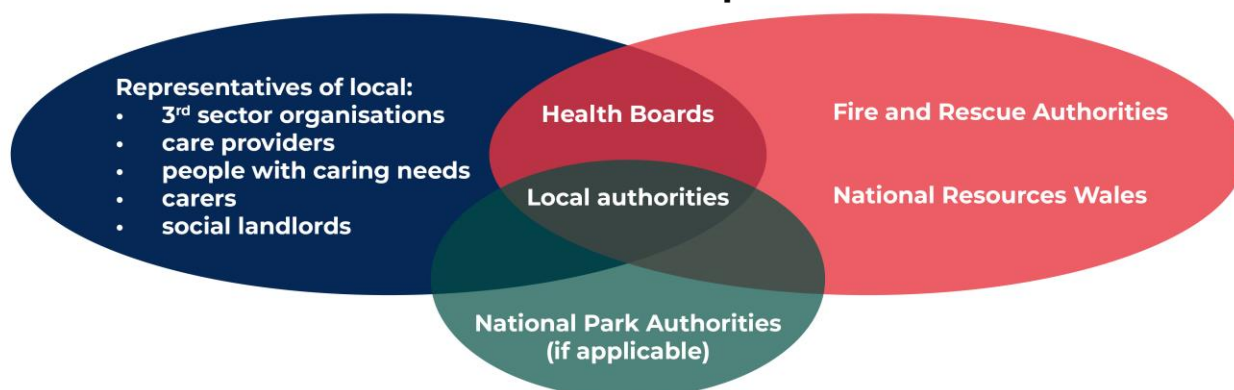 Representatives of local:
• 3rd sector organisations
• care providers
• people with caring needs
• carers
• social landlords
Health Boards
Local authorities
Fire and Rescue Authorities
National Resources Wales
National Park Authorities
(if applicable)